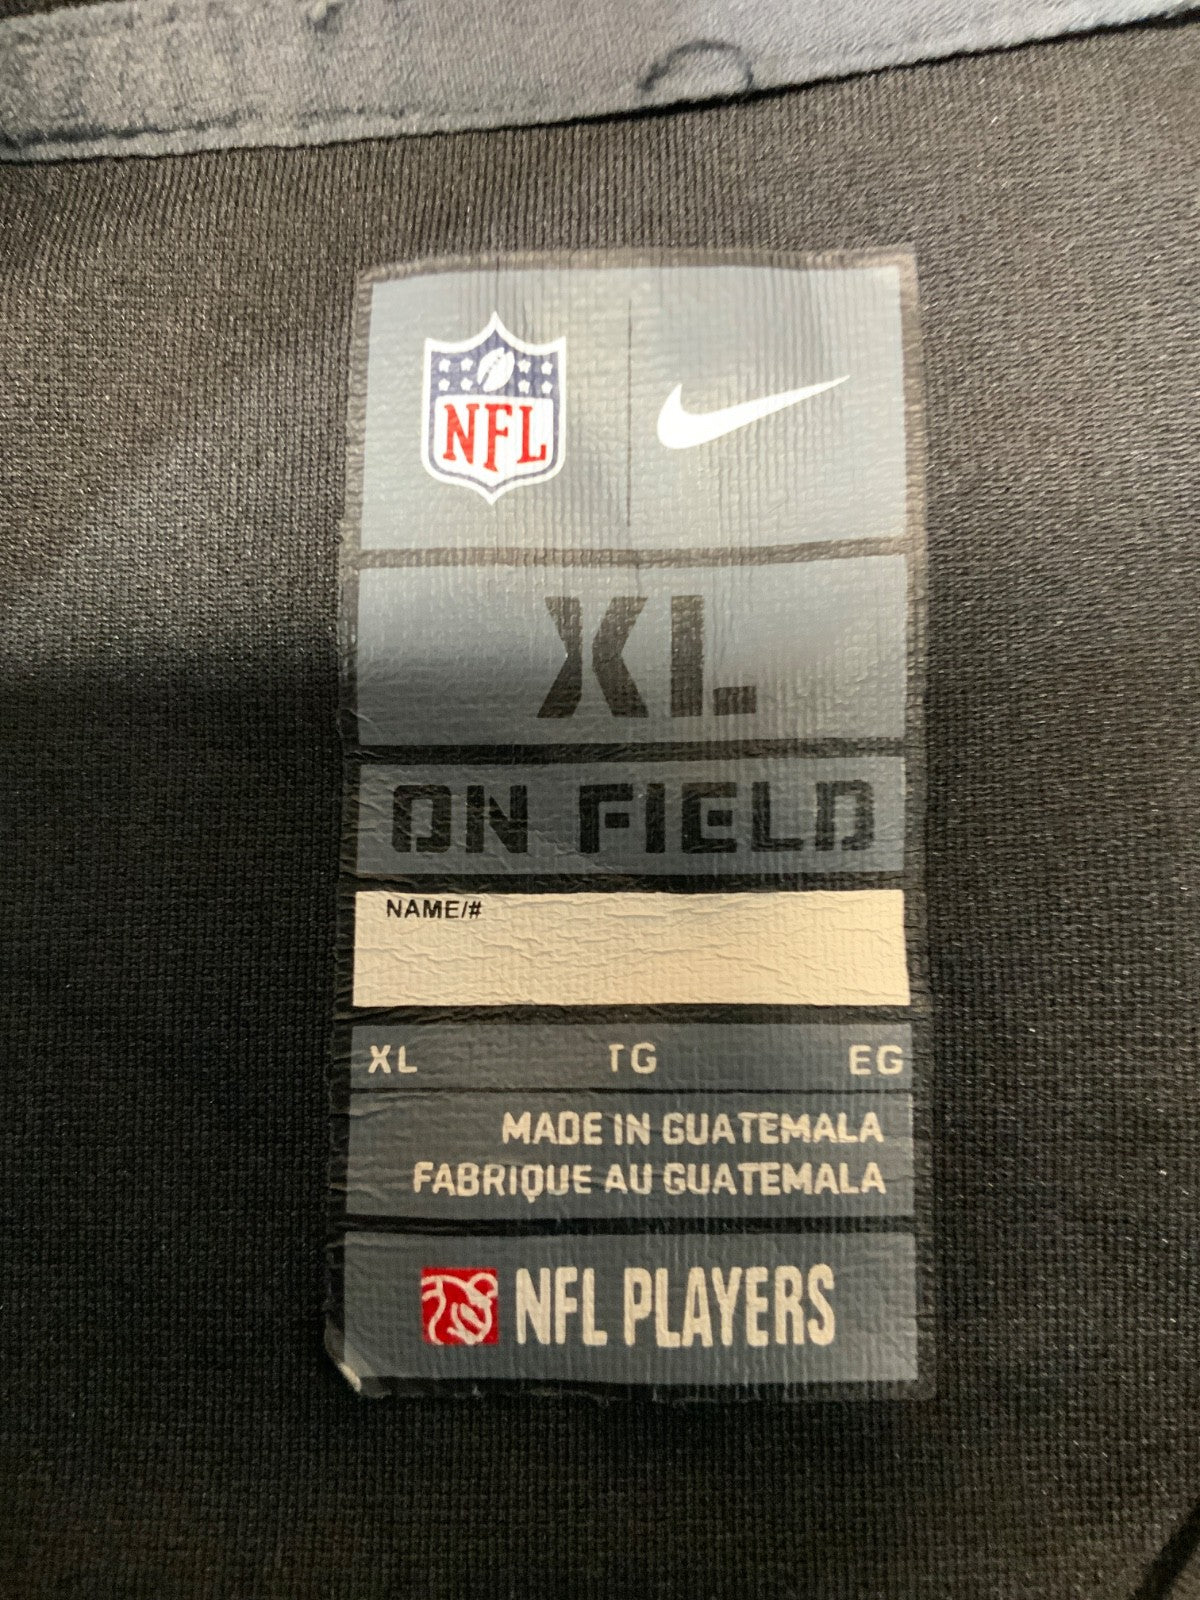 NFL
XL
ON FIELD
NAME/#
XL TG EG
MADE IN GUATEMALA
FABRIQUE AU GUATEMALA
NFL PLAYERS